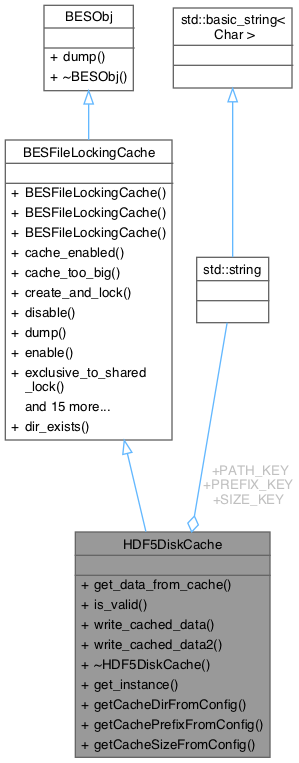 BESObj
+ dump()
+ ~BESObj()
std::basic_string<
Char >
BESFileLockingCache
+ BESFileLockingCache()
+ BESFileLockingCache()
+ BESFileLockingCache()
+ cache_enabled()
+ cache_too_big()
+ create_and_lock()
+ disable()
+ dump()
+ enable()
+ exclusive_to_shared
_lock()
and 15 more...
+ dir_exists()
std::string
+PATH_KEY
+PREFIX_KEY
+SIZE_KEY
HDF5DiskCache
+ get_data_from_cache()
+ is_valid()
+ write_cached_data()
+ write_cached_data2()
+ ~HDF5DiskCache()
+ get_instance()
+ getCacheDirFromConfig()
+ getCachePrefixFromConfig()
+ getCacheSizeFromConfig()